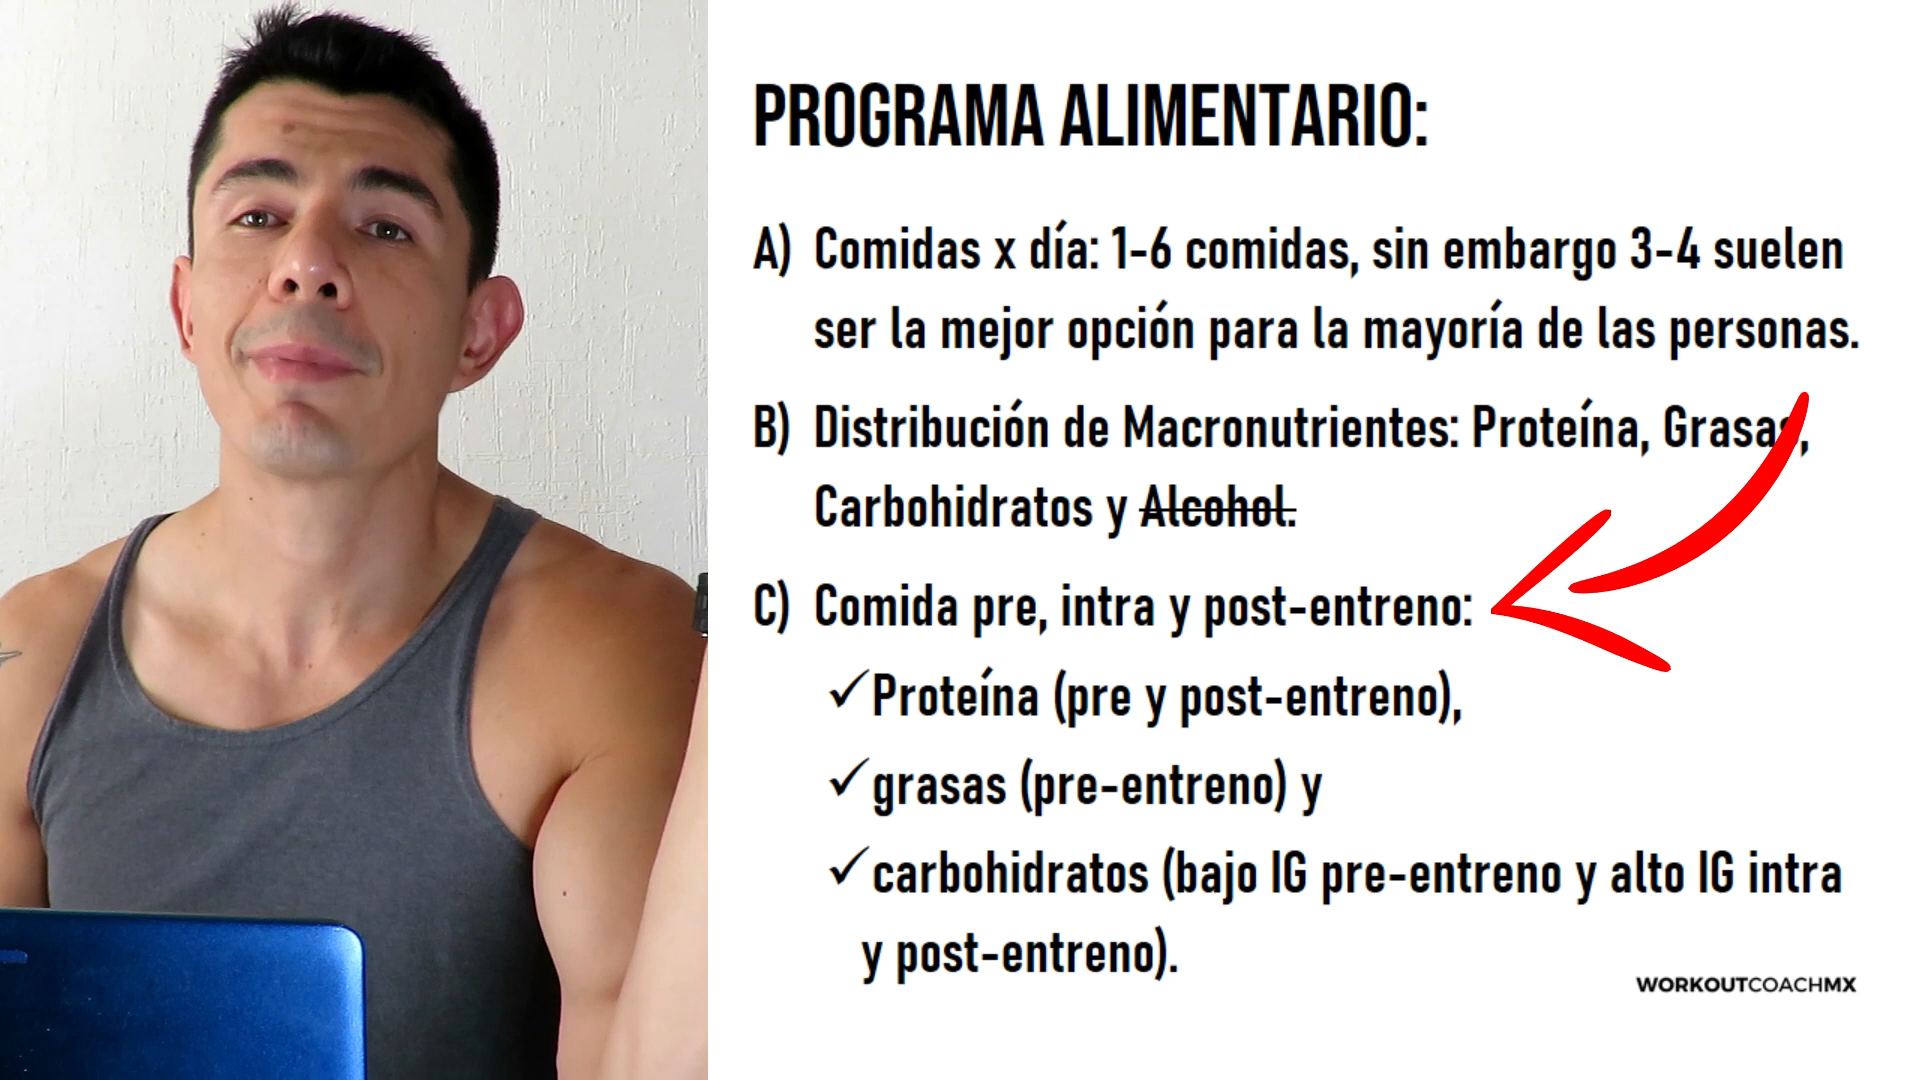 PROGRAMA ALIMENTARIO:
A) Comidas x día: 1-6 comidas, sin embargo 3-4 suelen
ser la mejor opción para la mayoría de las personas.
B) Distribución de Macronutrientes: Proteína, Grasas,
Carbohidratos y Alcohol.
C) Comida pre, intra y post-entreno:
✓Proteína (pre y post-entreno),
✓grasas (pre-entreno) y
✓carbohidratos (bajo IG pre-entreno y alto IG intra
y post-entreno).
WORKOUTCOACHMX